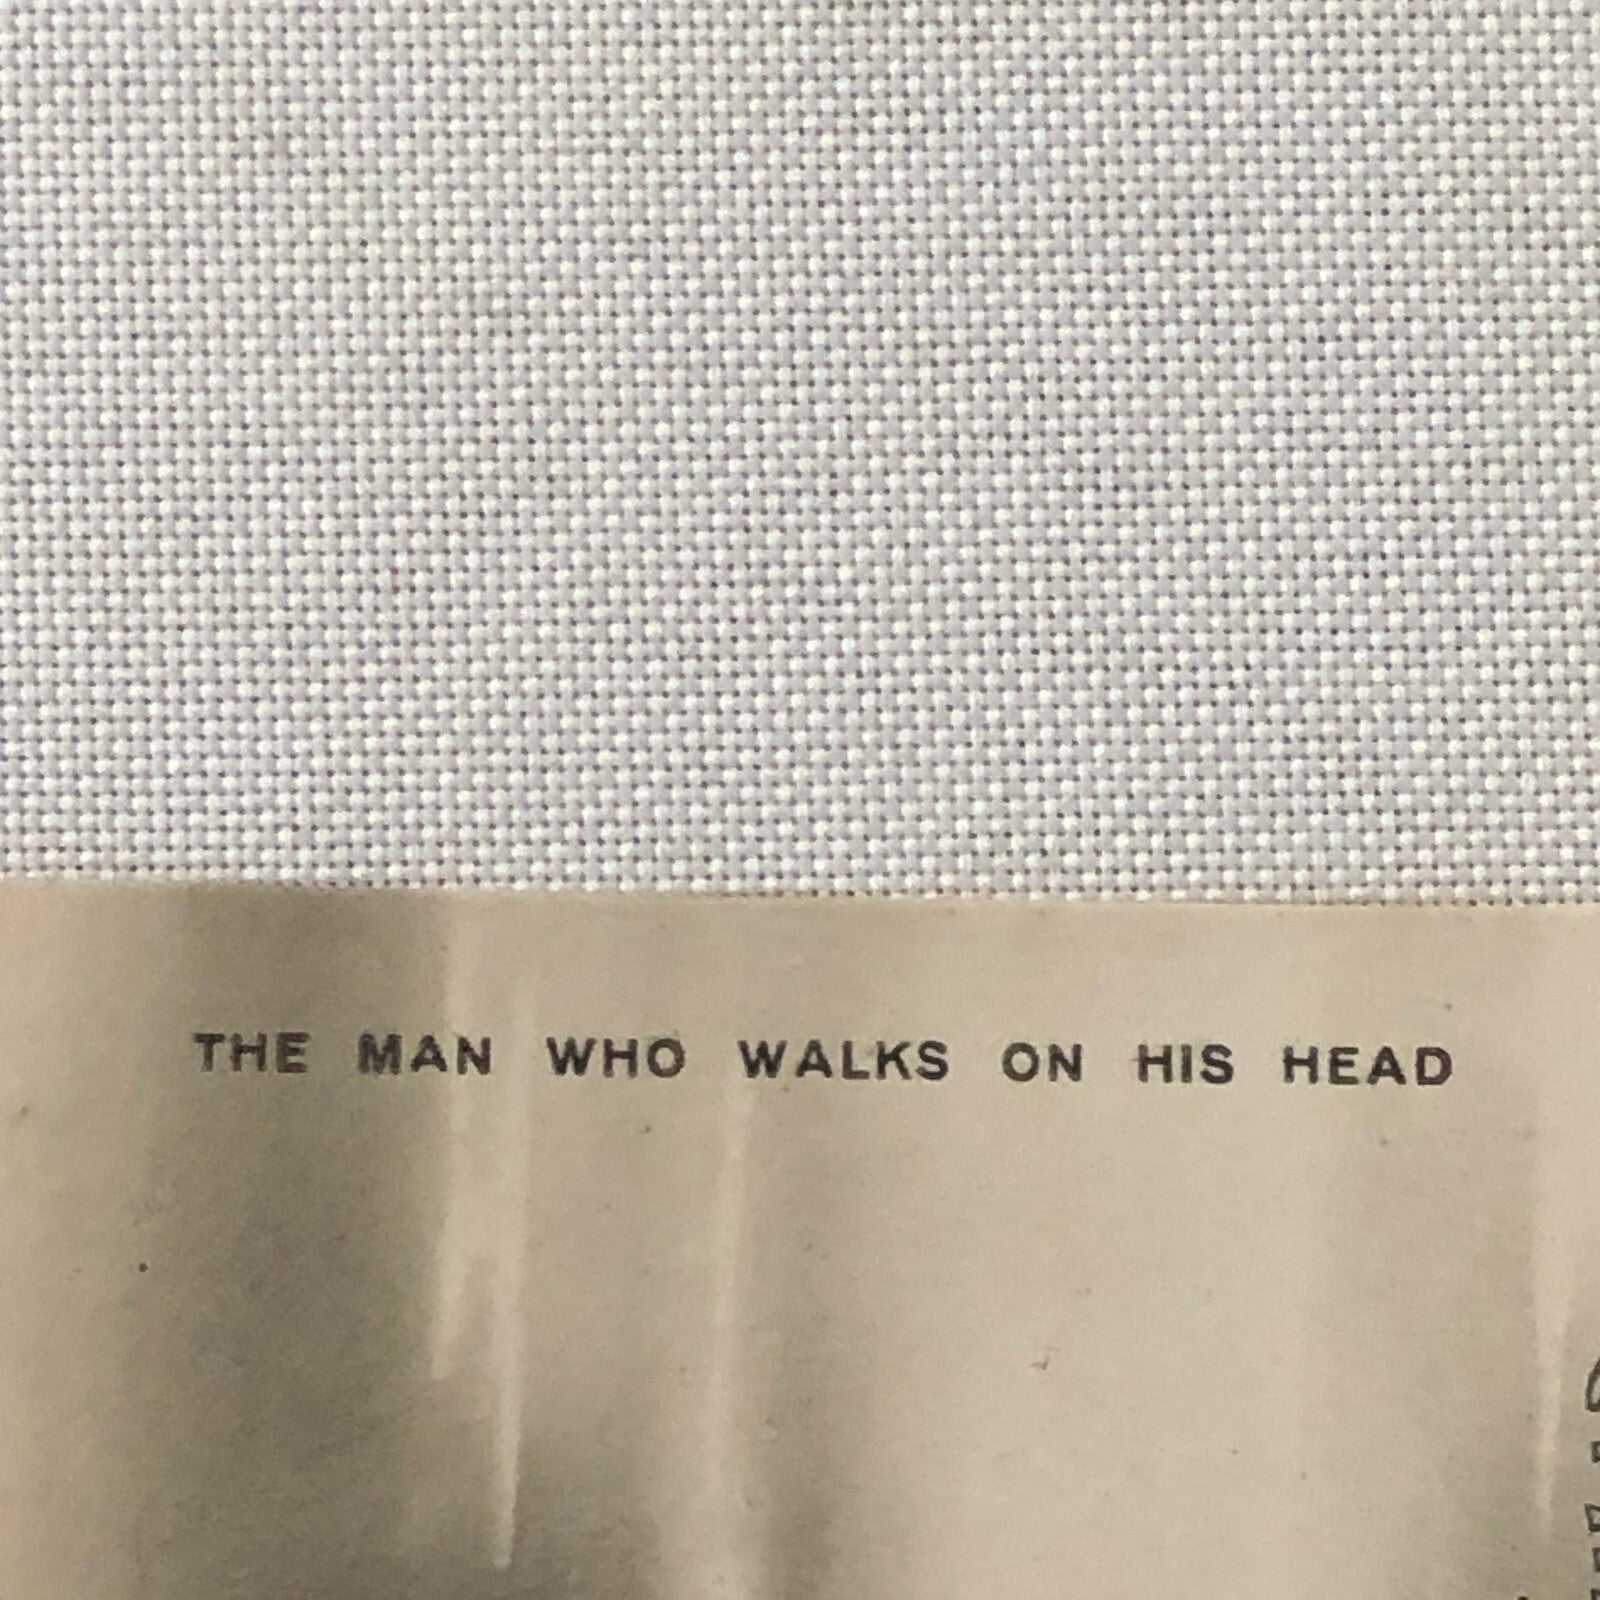 THE MAN WHO WALKS ON HIS HEAD